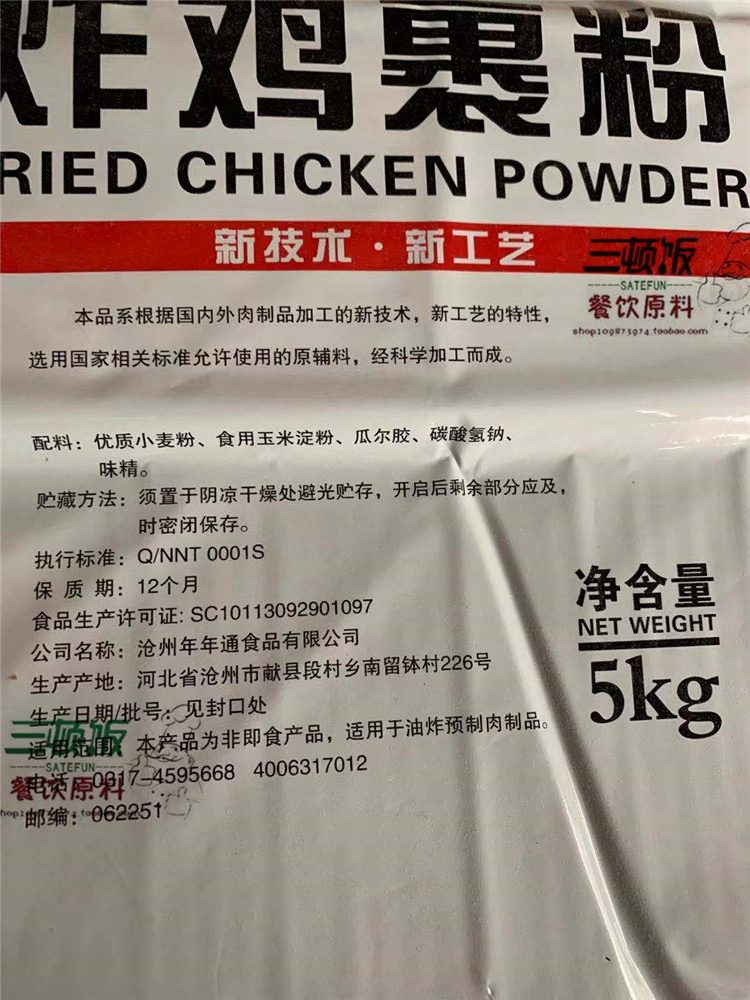 炸鸡裹粉
RIED CHICKEN POWDER
新技术·新工艺
三顿饭
-----SATEFUN-----
餐饮原料
shop109873974.taobao.com
本品系根据国内外肉制品加工的新技术，新工艺的特性，
选用国家相关标准允许使用的原辅料，经科学加工而成。
配料：优质小麦粉、食用玉米淀粉、瓜尔胶、碳酸氢钠、
味精。
贮藏方法：须置于阴凉干燥处避光贮存，开启后剩余部分应及，
时密闭保存。
执行标准：Q/NNT 0001S
保 质 期：12个月
食品生产许可证: SC10113092901097
公司名称：沧州年年通食品有限公司
生产产地：河北省沧州市献县段村乡南留钵村226号
生产日期/批号：见封口处
适用范围：本产品为非即食产品，适用于油炸预制肉制品。
电话：0317-4595668 4006317012
邮编：062251
净含量
NET WEIGHT
5kg
三顿饭
SATEFUN-----
餐饮原料